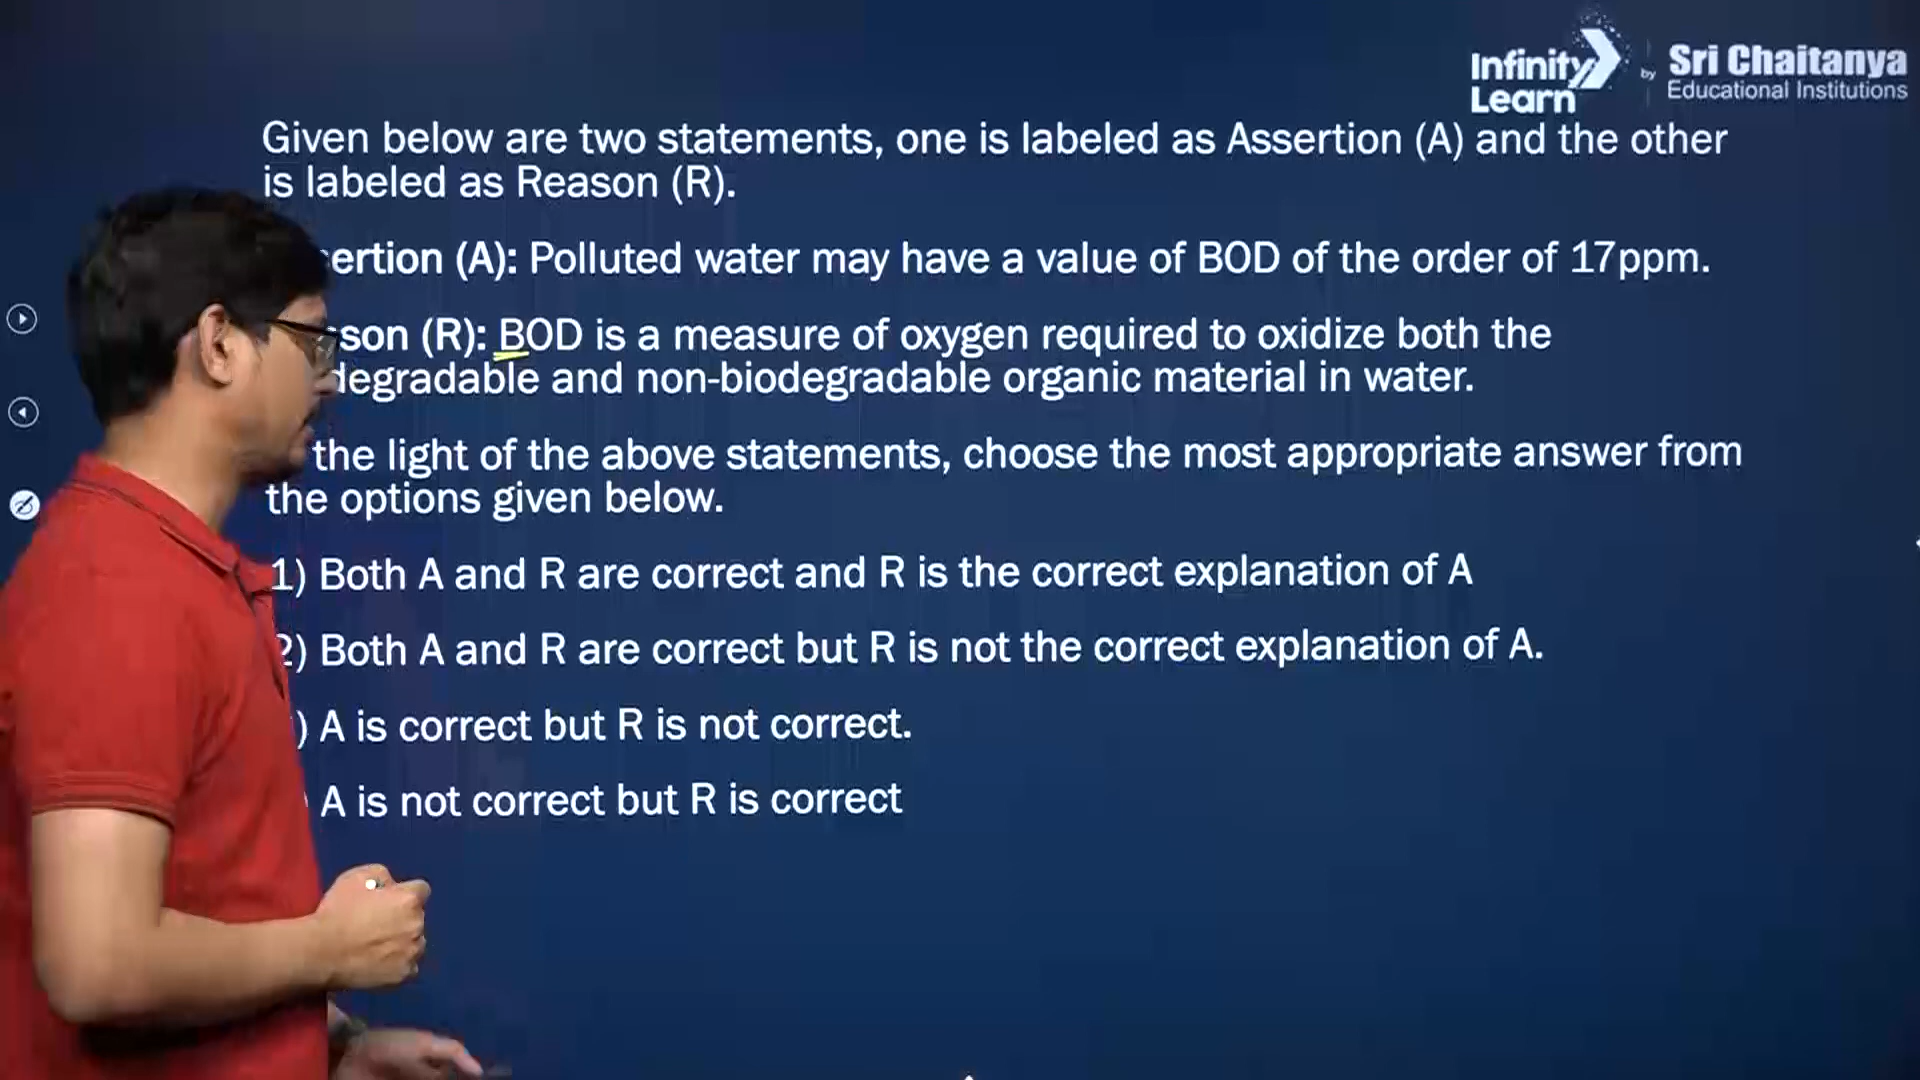 Infinity Learn by Sri Chaitanya Educational Institutions
Given below are two statements, one is labeled as Assertion (A) and the other
is labeled as Reason (R).
ertion (A): Polluted water may have a value of BOD of the order of 17ppm.
son (R): BOD is a measure of oxygen required to oxidize both the
degradable and non-biodegradable organic material in water.
the light of the above statements, choose the most appropriate answer from
the options given below.
1) Both A and R are correct and R is the correct explanation of A
2) Both A and R are correct but R is not the correct explanation of A.
) A is correct but R is not correct.
A is not correct but R is correct